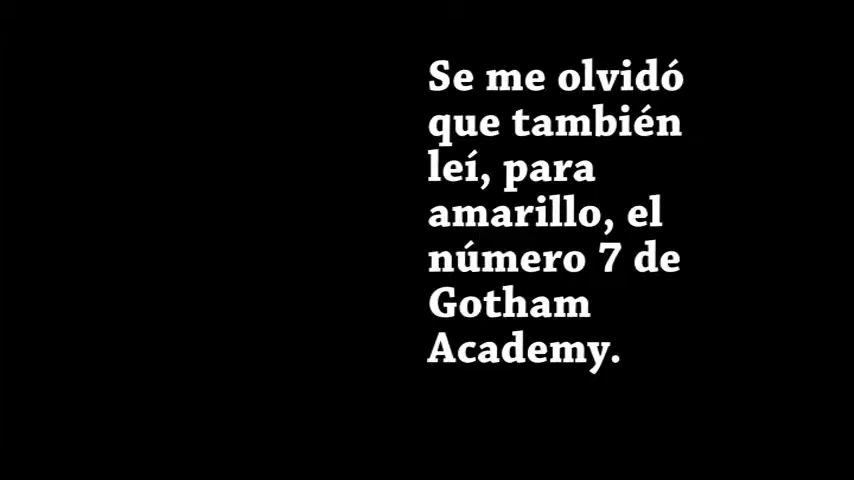 Se me olvidó
que también
leí, para
amarillo, el
número 7 de
Gotham
Academy.